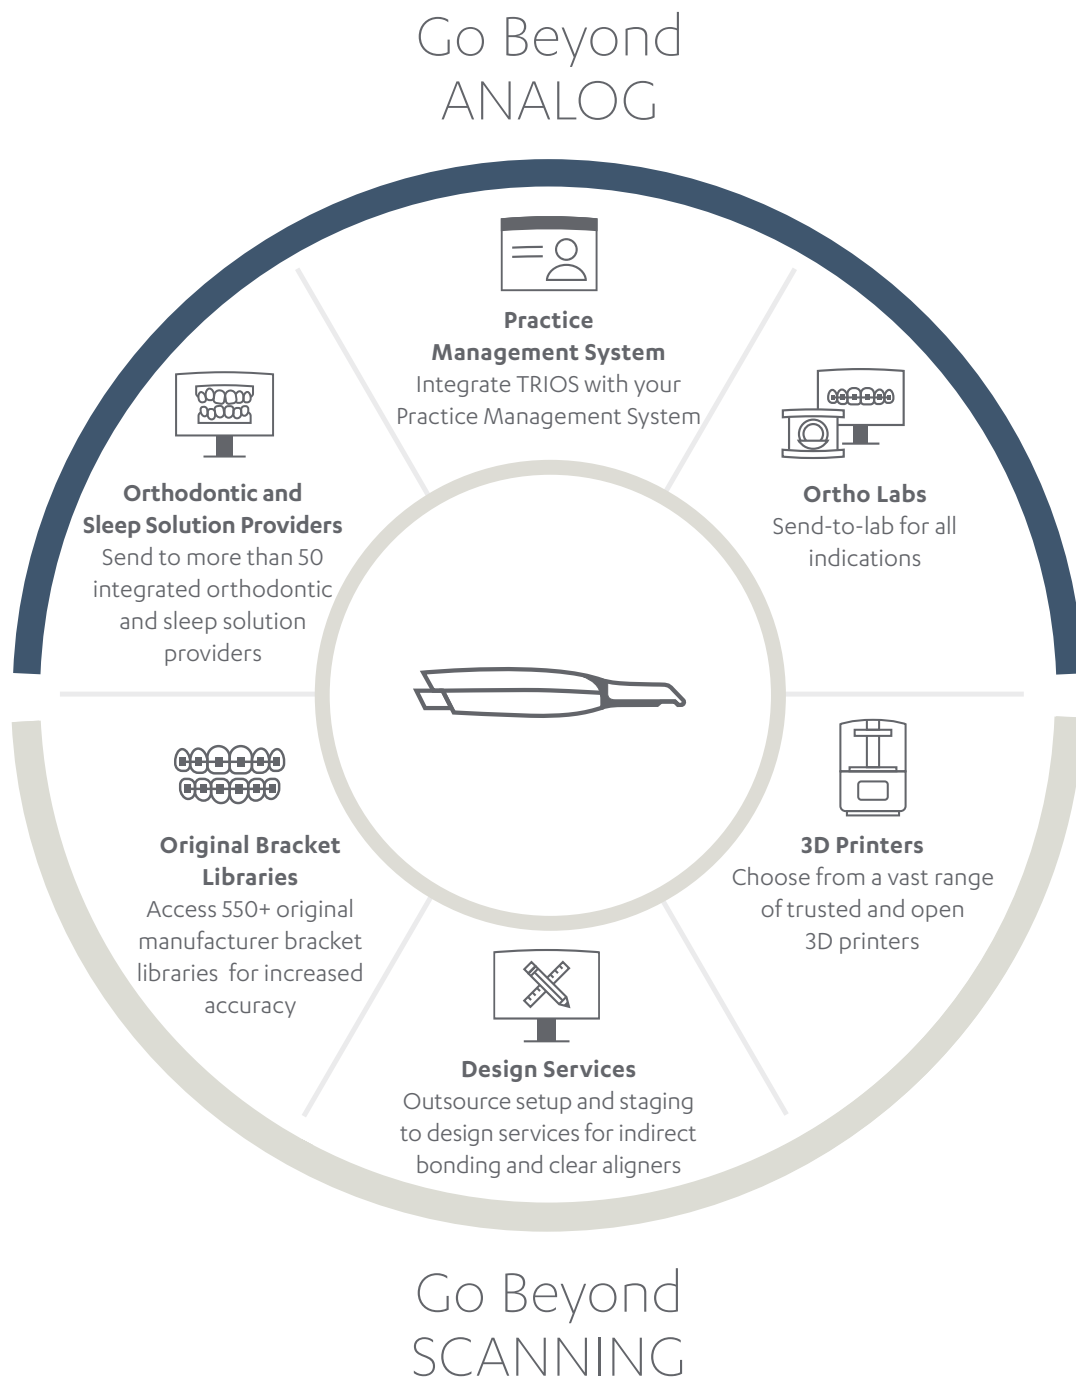 Go Beyond
ANALOG
Practice
Management System
Integrate TRIOS with your
Practice Management System
Orthodontic and
Sleep Solution Providers
Send to more than 50
integrated orthodontic
and sleep solution
providers
Ortho Labs
Send-to-lab for all
indications
Original Bracket
Libraries
Access 550+ original
manufacturer bracket
libraries for increased
accuracy
3D Printers
Choose from a vast range
of trusted and open
3D printers
Design Services
Outsource setup and staging
to design services for indirect
bonding and clear aligners
Go Beyond
SCANNING